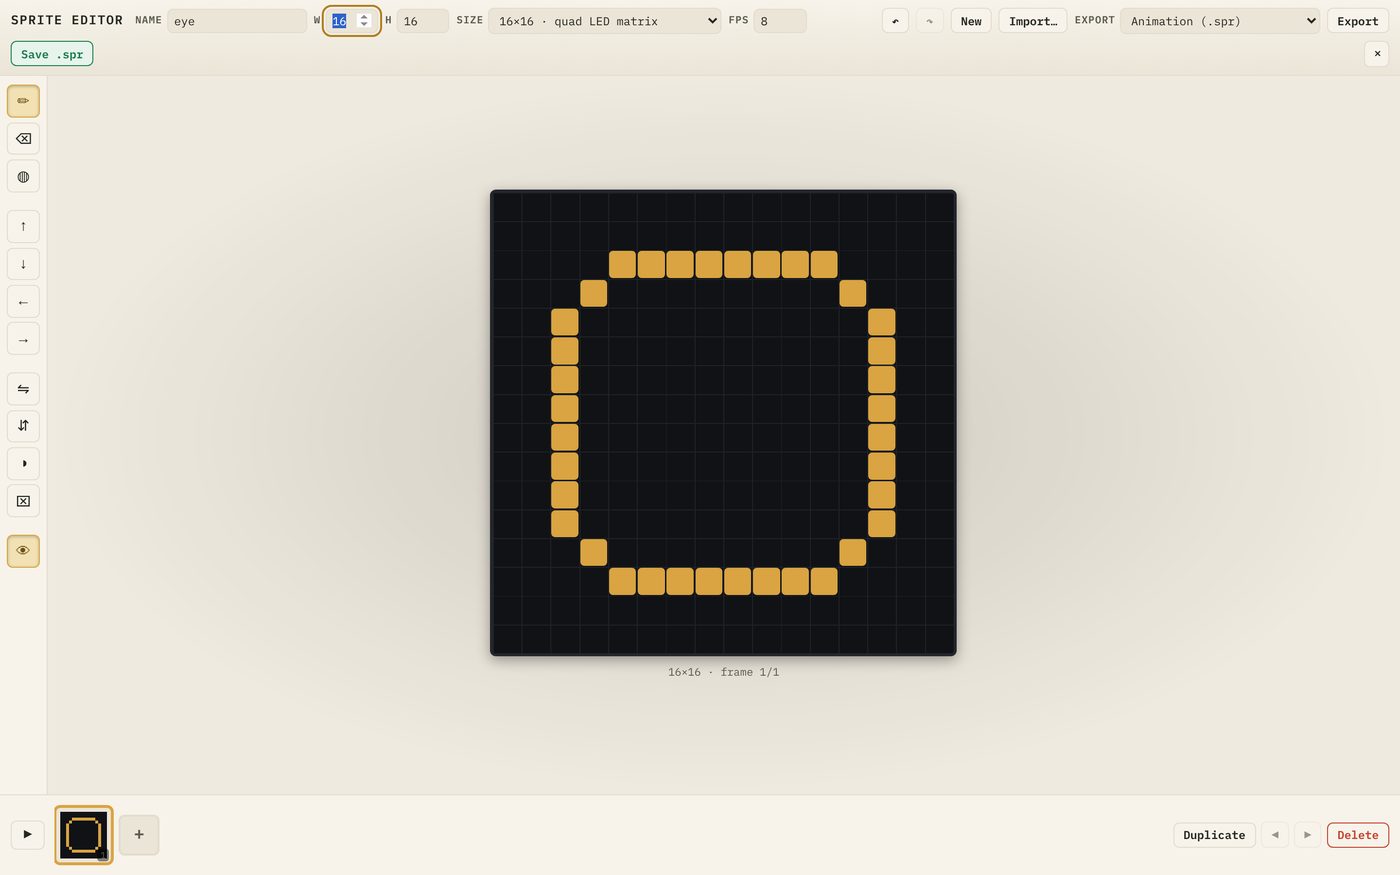 SPRITE EDITOR NAME eye W 16 H 16 SIZE 16×16 · quad LED matrix FPS 8 New Import… EXPORT Animation (.spr) Export
Save .spr
16×16 · frame 1/1
1
Duplicate Delete